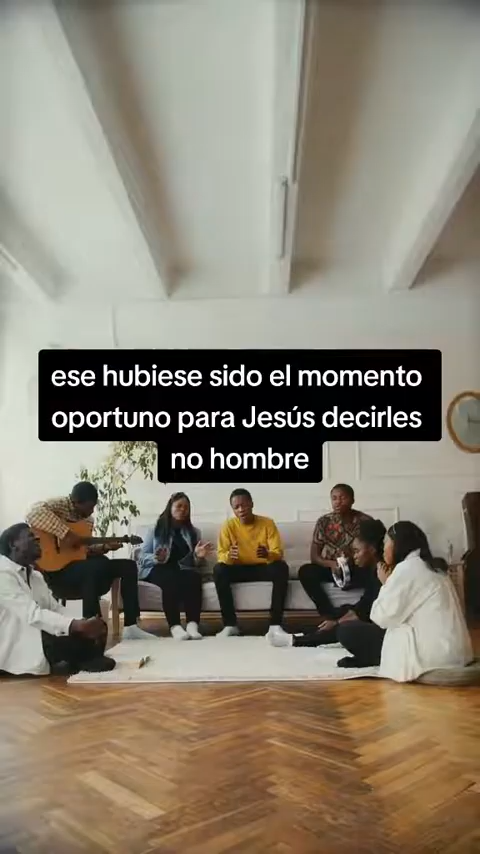 ese hubiese sido el momento
oportuno para Jesús decirles
no hombre